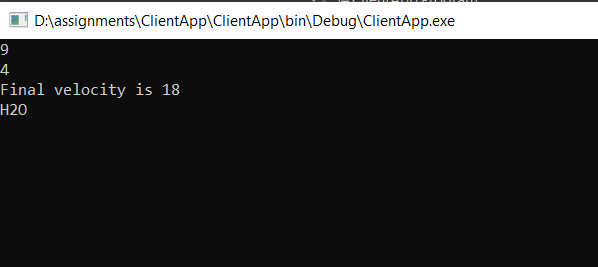 D:\assignments\ClientApp\ClientApp\bin\Debug\ClientApp.exe
9
4
Final velocity is 18
H2O